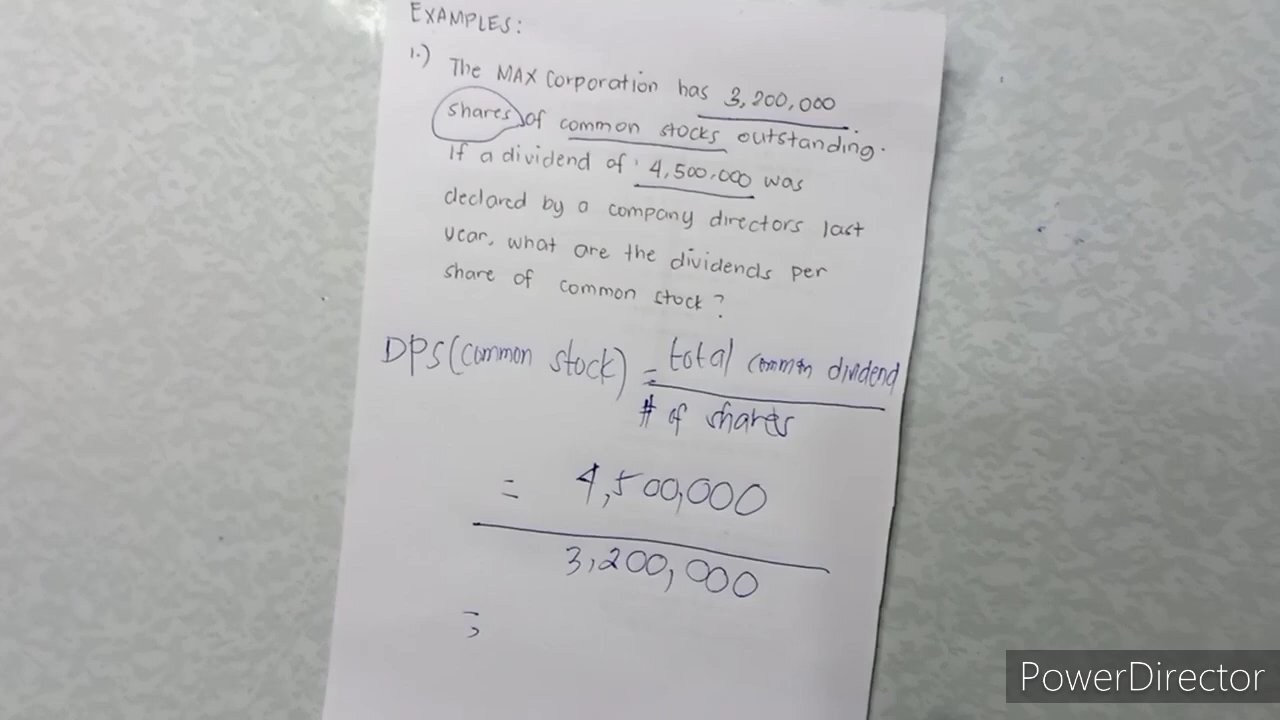 EXAMPLES:
1.) The MAX Corporation has 3,200,000
shares of common stocks outstanding.
If a dividend of 4,500,000 was
declared by a company directors last
year, what are the dividends per
share of common stock?
DPS (common stock) = total common dividend
# of shares
= 4,500,000
3,200,000
=
PowerDirector